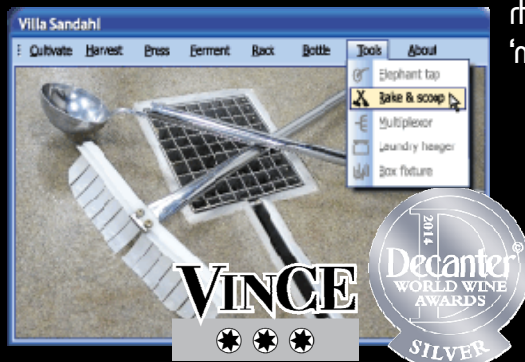 Villa Sandahl
Cultivate Harvest Press Ferment Rack Bottle Tools About
Elephant tap
Rake & scoop
Multiplexor
Laundry hanger
Box fixture
VINCE
2014
Decanter®
WORLD WINE
AWARDS
SILVER